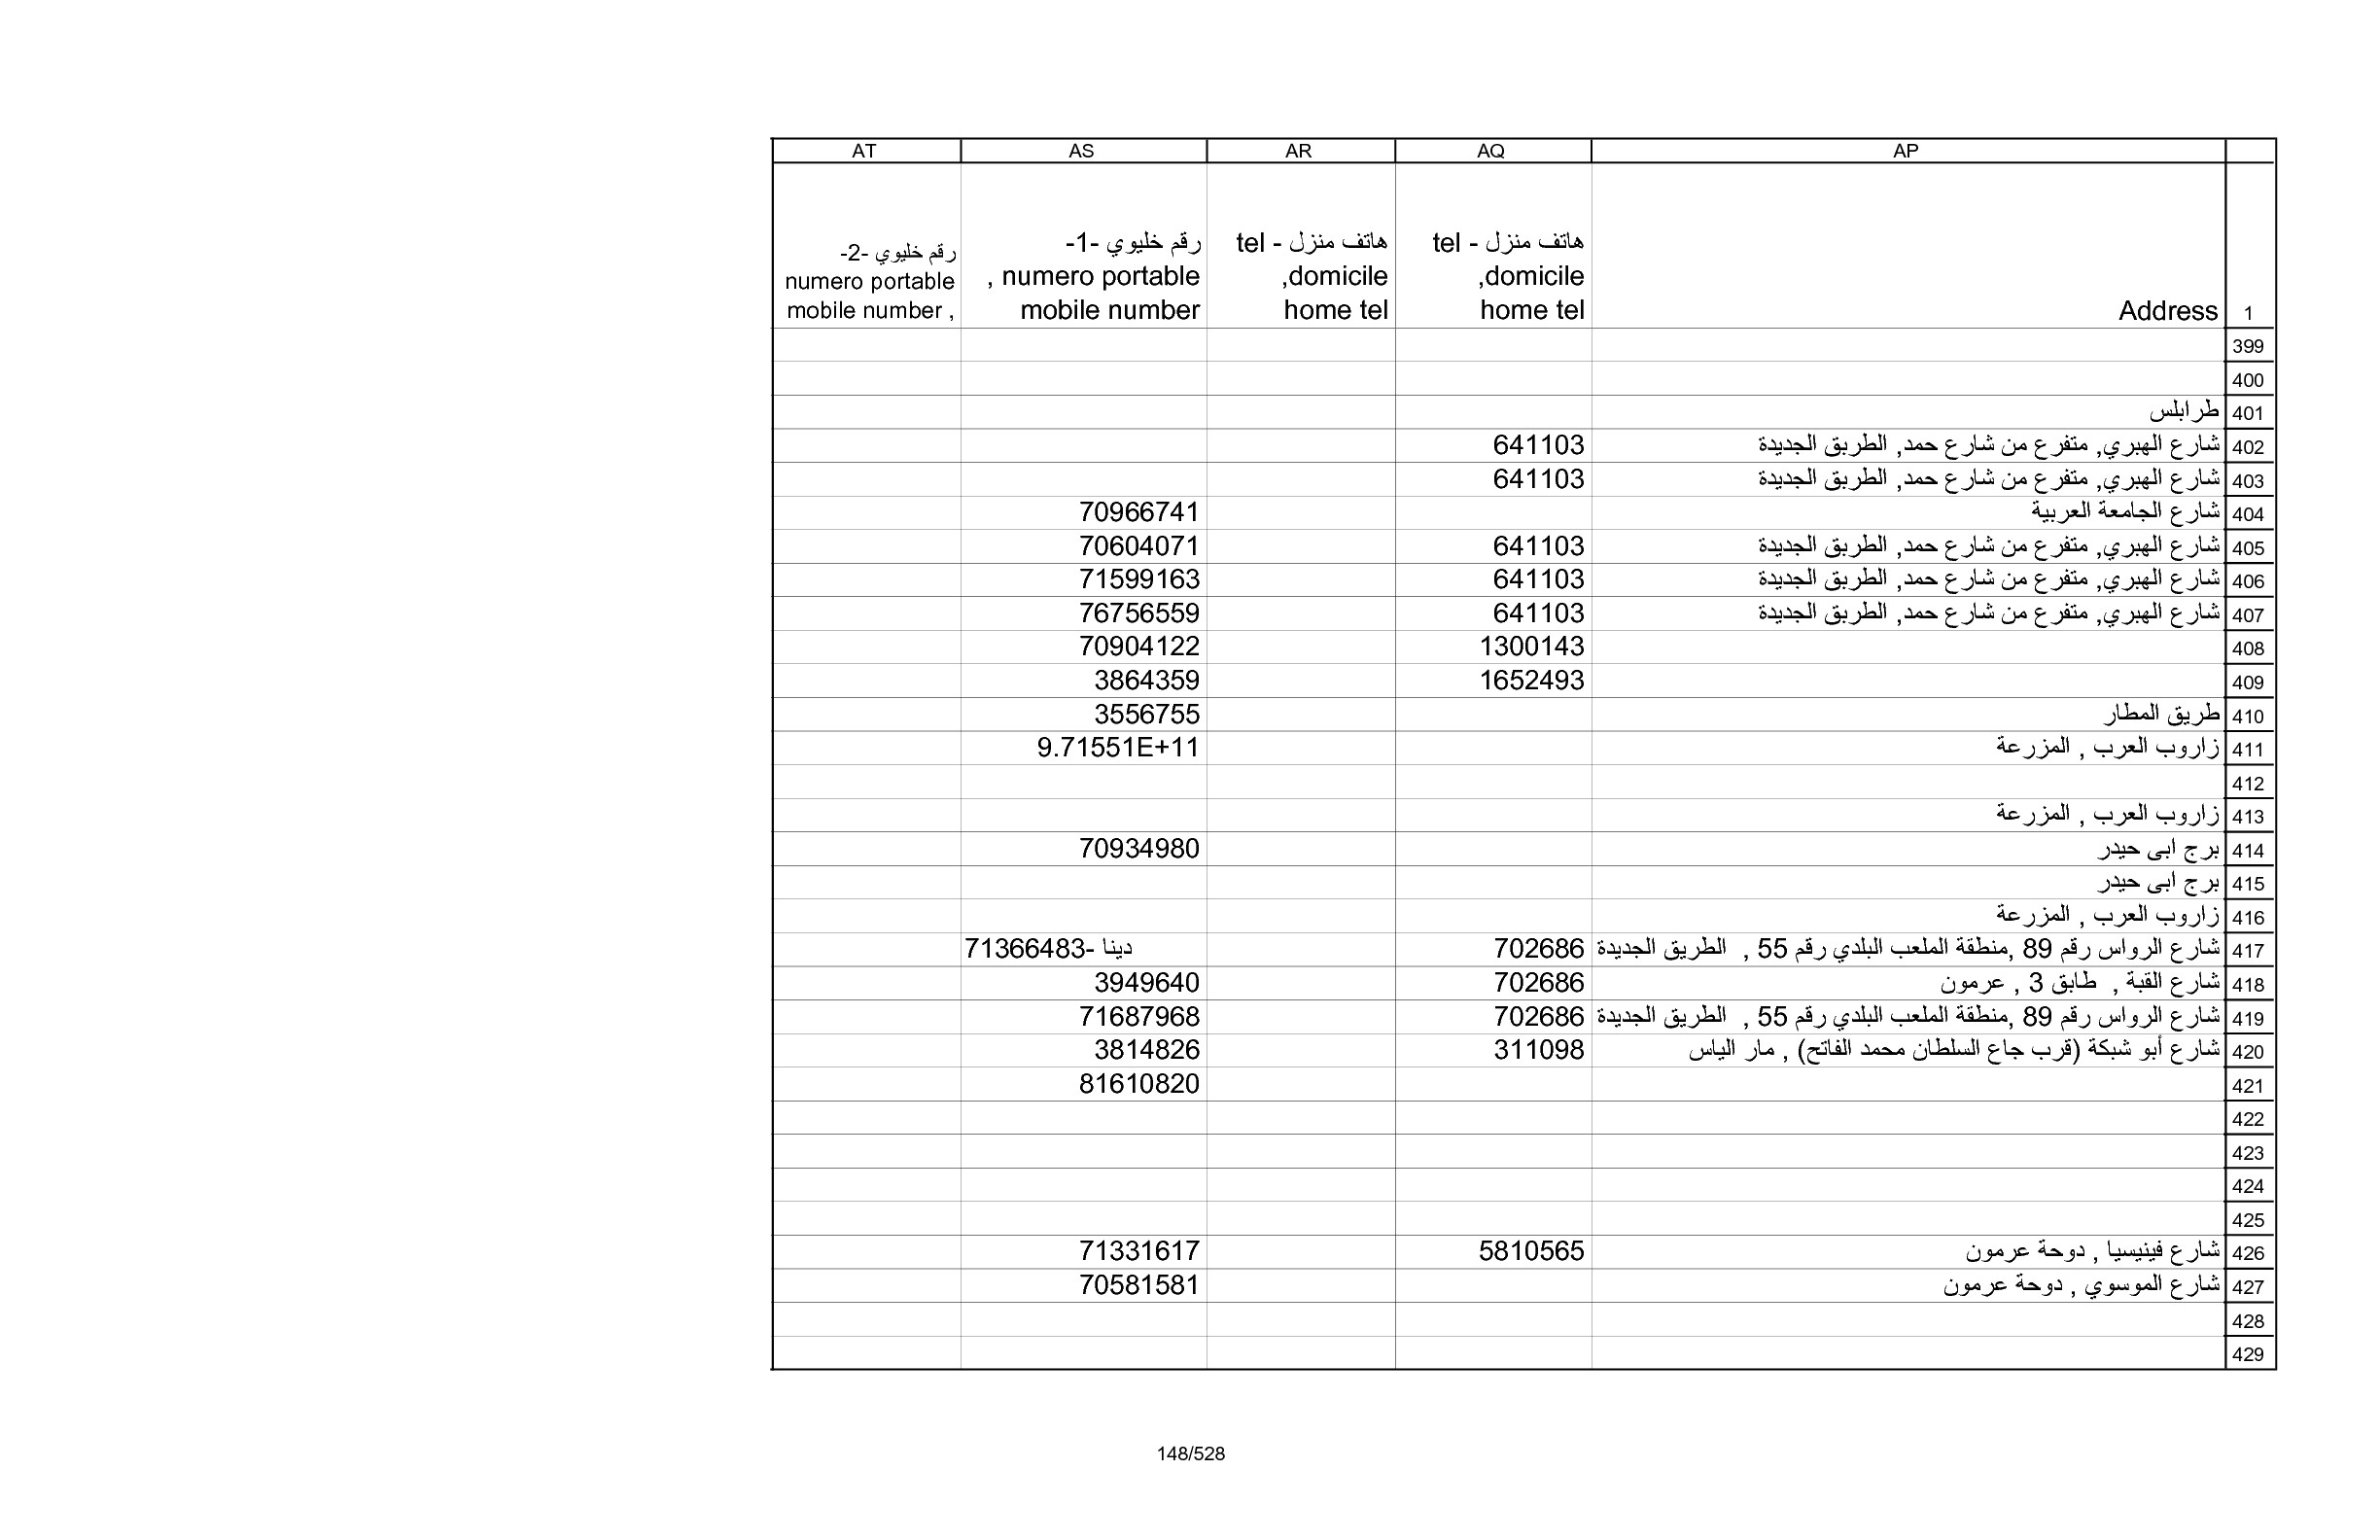 AP AQ AR AS AT
1 Address هاتف منزل - tel domicile, home tel هاتف منزل - tel domicile, home tel رقم خليوي -1- numero portable , mobile number رقم خليوي -2- numero portable mobile number ,
399
400
401 طرابلس
402 شارع الهبري, متفرع من شارع حمد, الطريق الجديدة 641103
403 شارع الهبري, متفرع من شارع حمد, الطريق الجديدة 641103
404 شارع الجامعة العربية 70966741
405 شارع الهبري, متفرع من شارع حمد, الطريق الجديدة 641103 70604071
406 شارع الهبري, متفرع من شارع حمد, الطريق الجديدة 641103 71599163
407 شارع الهبري, متفرع من شارع حمد, الطريق الجديدة 641103 76756559
408 1300143 70904122
409 1652493 3864359
410 طريق المطار 3556755
411 زاروب العرب , المزرعة 9.71551E+11
412
413 زاروب العرب , المزرعة
414 برج ابى حيدر 70934980
415 برج ابى حيدر
416 زاروب العرب , المزرعة
417 شارع الرواس رقم 89 ,منطقة الملعب البلدي رقم 55 , الطريق الجديدة 702686 دينا -71366483
418 شارع القبة , طابق 3 , عرمون 702686 3949640
419 شارع الرواس رقم 89 ,منطقة الملعب البلدي رقم 55 , الطريق الجديدة 702686 71687968
420 شارع أبو شبكة (قرب جاع السلطان محمد الفاتح) , مار الياس 311098 3814826
421 81610820
422
423
424
425
426 شارع فينيسيا , دوحة عرمون 5810565 71331617
427 شارع الموسوي , دوحة عرمون 70581581
428
429
148/528